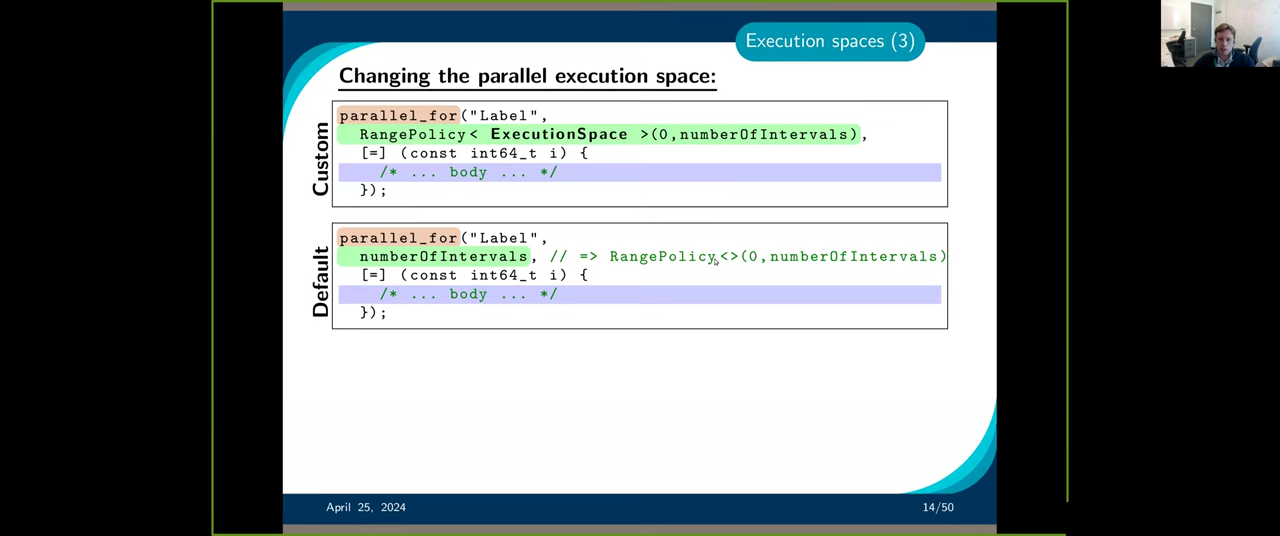 Execution spaces (3)
Changing the parallel execution space:
Custom
parallel_for("Label",
RangePolicy< ExecutionSpace >(0,numberOfIntervals),
[=] (const int64_t i) {
/* ... body ... */
});
Default
parallel_for("Label",
numberOfIntervals, // => RangePolicy<>(0,numberOfIntervals)
[=] (const int64_t i) {
/* ... body ... */
});
April 25, 2024
14/50